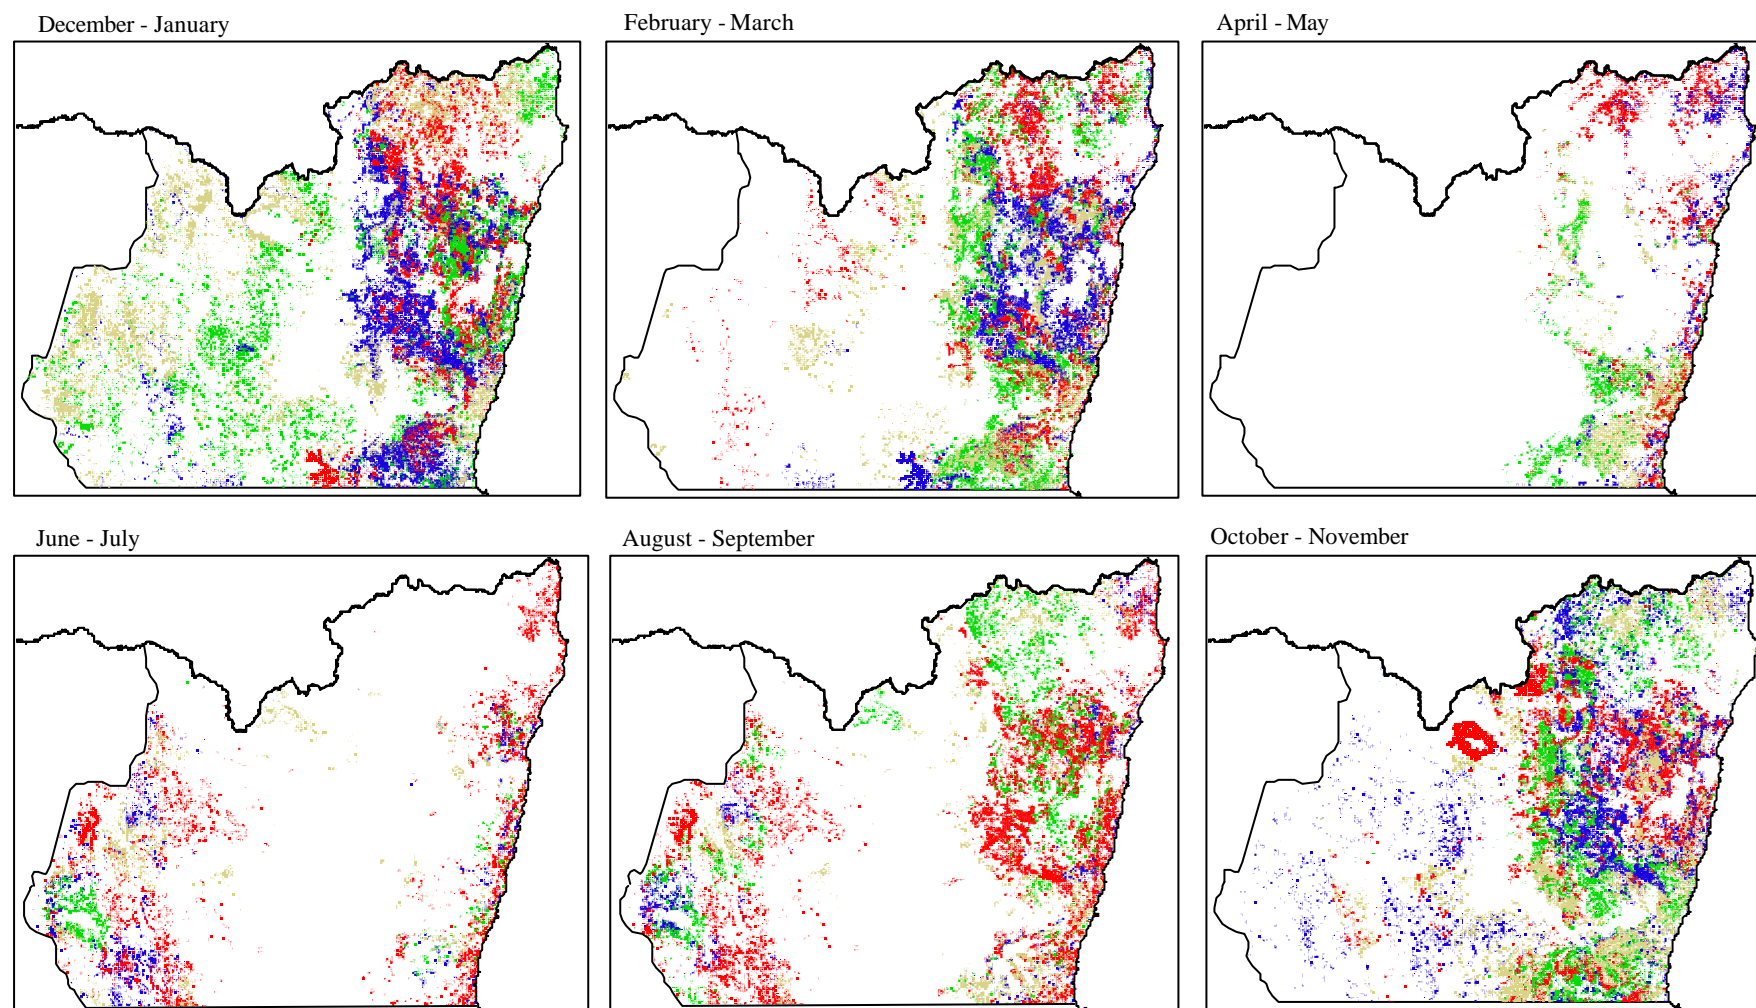 December - January
February - March
April - May
June - July
August - September
October - November